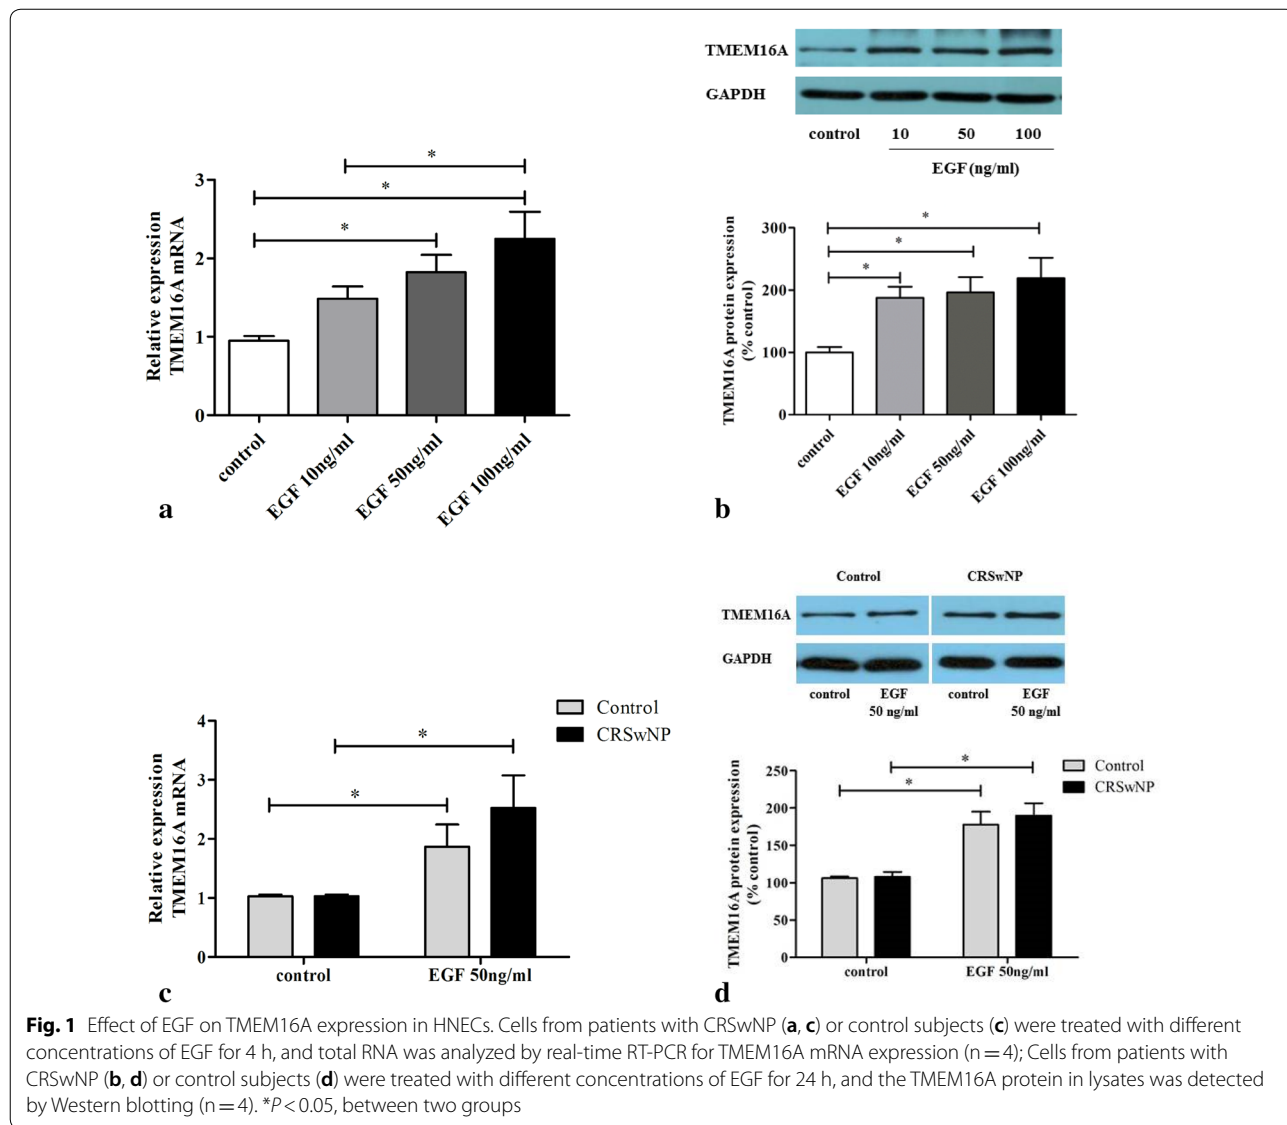 *
*
*
3
2
1
0
Relative expression
TMEM16A mRNA
control
EGF 10ng/ml
EGF 50ng/ml
EGF 100ng/ml
a
TMEM16A
GAPDH
control
10
50
100
EGF (ng/ml)
*
*
*
300
200
100
0
TMEM16A protein expression
(% control)
control
EGF 10ng/ml
EGF 50ng/ml
EGF 100ng/ml
b
Control
CRSwNP
*
*
4
3
2
1
0
Relative expression
TMEM16A mRNA
control
EGF 50ng/ml
c
Control
CRSwNP
TMEM16A
GAPDH
control
EGF
50 ng/ml
control
EGF
50 ng/ml
Control
CRSwNP
*
*
250
200
150
100
50
0
TMEM16A protein expression
(% control)
control
EGF 50ng/ml
d
Fig. 1 Effect of EGF on TMEM16A expression in HNECs. Cells from patients with CRSwNP (a, c) or control subjects (c) were treated with different
concentrations of EGF for 4 h, and total RNA was analyzed by real-time RT-PCR for TMEM16A mRNA expression (n = 4); Cells from patients with
CRSwNP (b, d) or control subjects (d) were treated with different concentrations of EGF for 24 h, and the TMEM16A protein in lysates was detected
by Western blotting (n = 4). *P < 0.05, between two groups